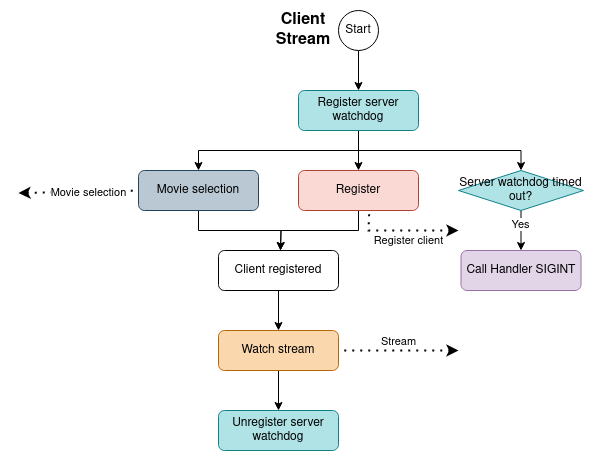 Client
Stream
Start
Register server
watchdog
Movie selection
Movie selection
Register
Server watchdog timed
out?
Register client
Yes
Client registered
Call Handler SIGINT
Watch stream
Stream
Unregister server
watchdog